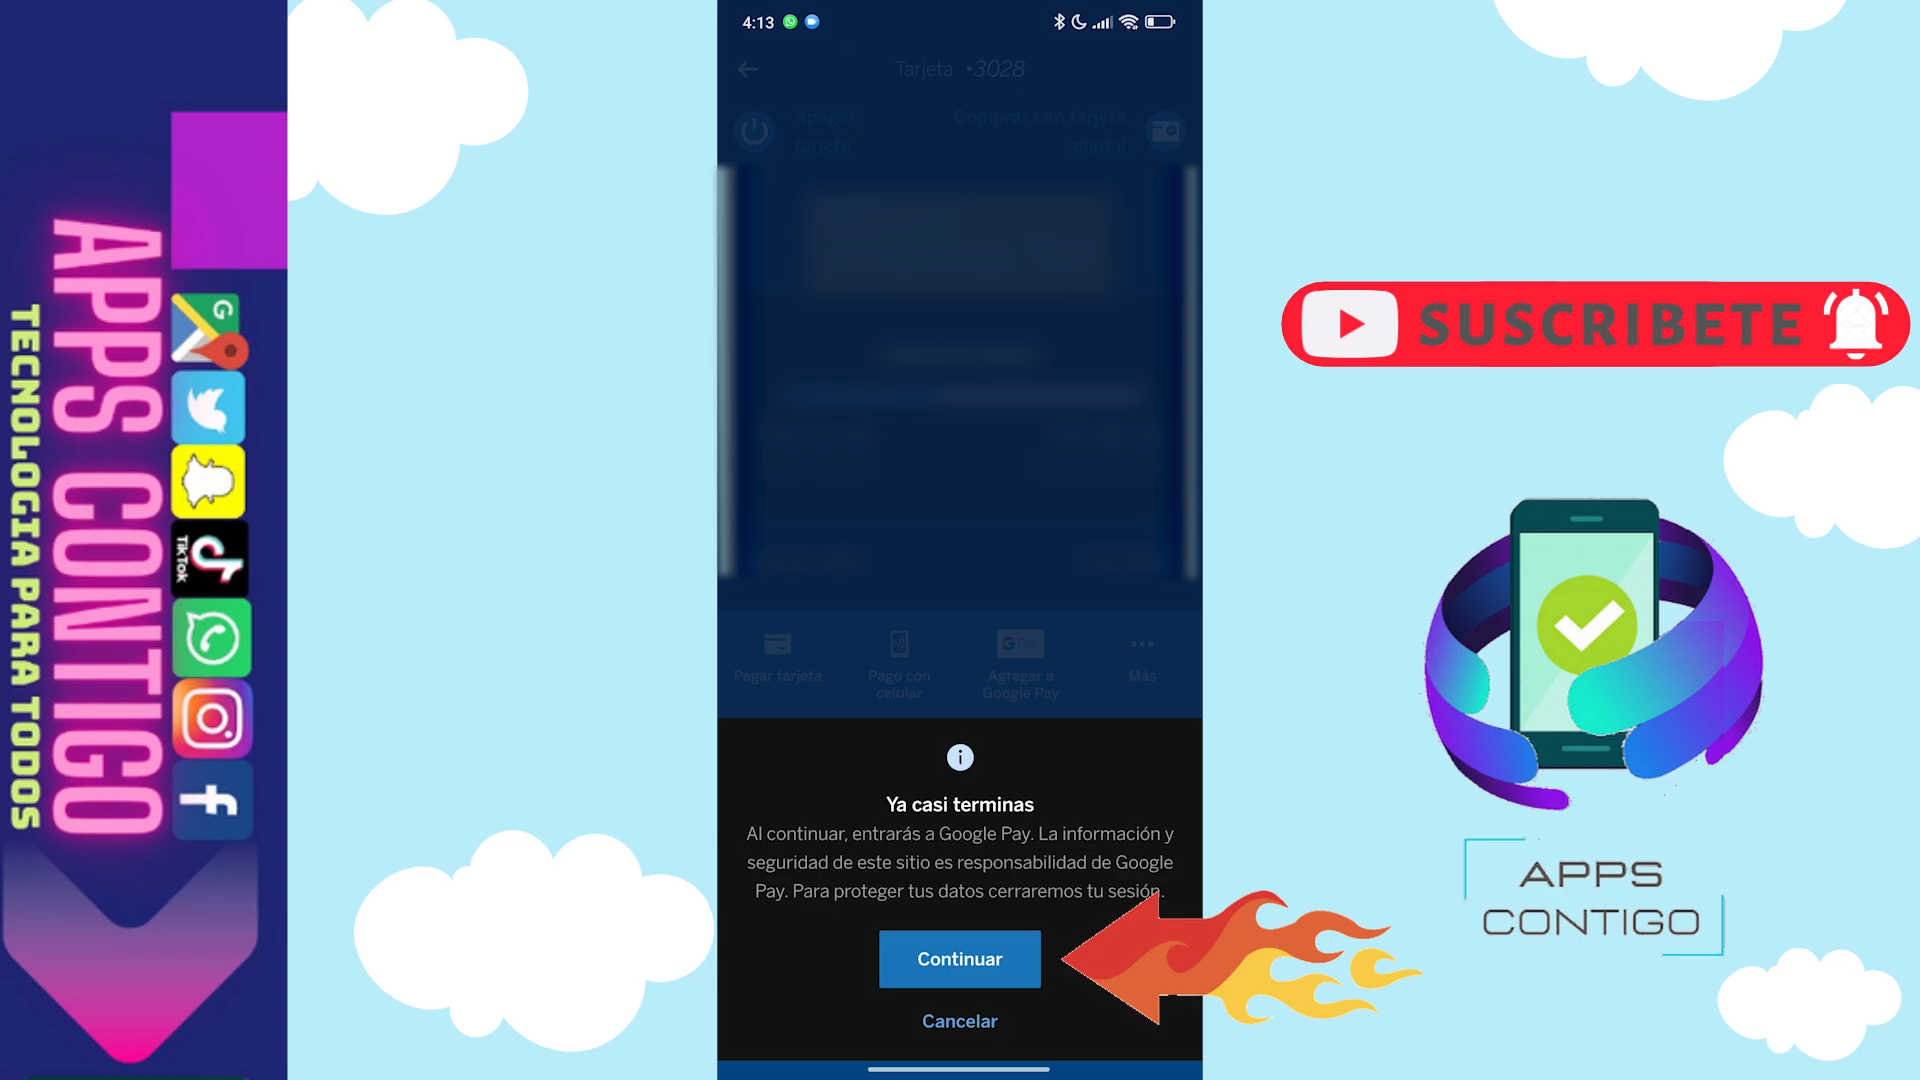 APPS CONTIGO
TECNOLOGIA PARA TODOS
G
TikTok
4:13
Tarjeta •3028
Apagar
tarjeta
Comprar con tarjeta
digital
Pagar tarjeta
Pago con
celular
G Pay
Agregar a
Google Pay
Más
Ya casi terminas
Al continuar, entrarás a Google Pay. La información y
seguridad de este sitio es responsabilidad de Google
Pay. Para proteger tus datos cerraremos tu sesión.
Continuar
Cancelar
SUSCRIBETE
APPS
CONTIGO